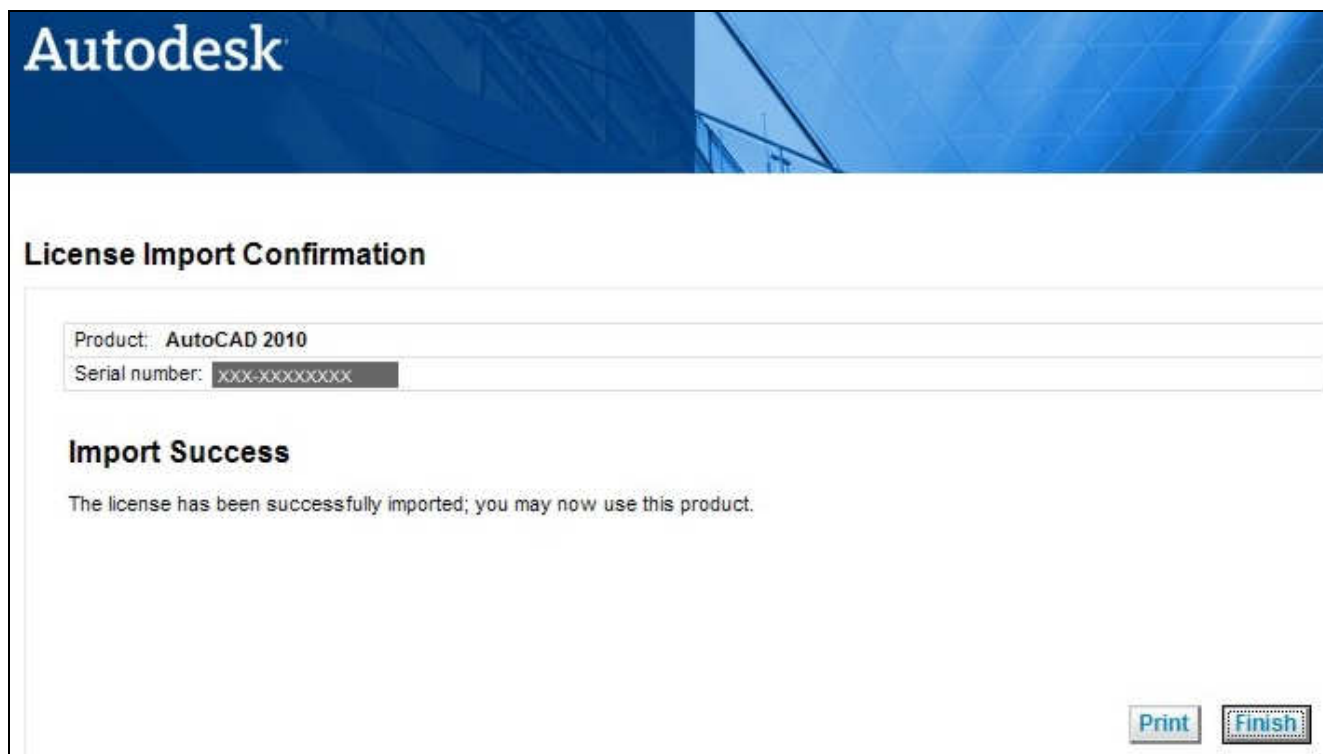 Autodesk
License Import Confirmation
Product: AutoCAD 2010
Serial number: XXX-XXXXXXXX
Import Success
The license has been successfully imported; you may now use this product.
Print Finish